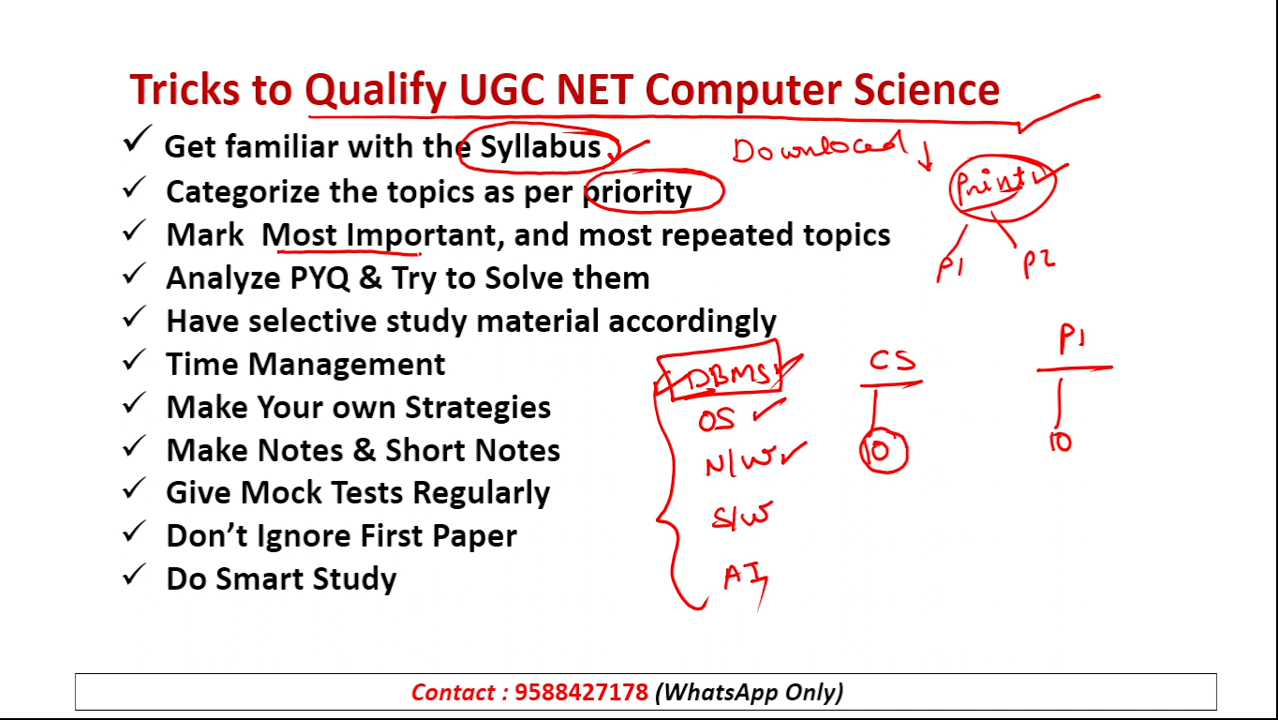 Tricks to Qualify UGC NET Computer Science
✓ Get familiar with the Syllabus
Download
Print
✓ Categorize the topics as per priority
✓ Mark Most Important, and most repeated topics
P1 P2
✓ Analyze PYQ & Try to Solve them
✓ Have selective study material accordingly
P1
✓ Time Management
DBMS
CS
✓ Make Your own Strategies
OS
✓ Make Notes & Short Notes
N/W
10
10
✓ Give Mock Tests Regularly
S/W
✓ Don’t Ignore First Paper
✓ Do Smart Study
AI
Contact : 9588427178 (WhatsApp Only)